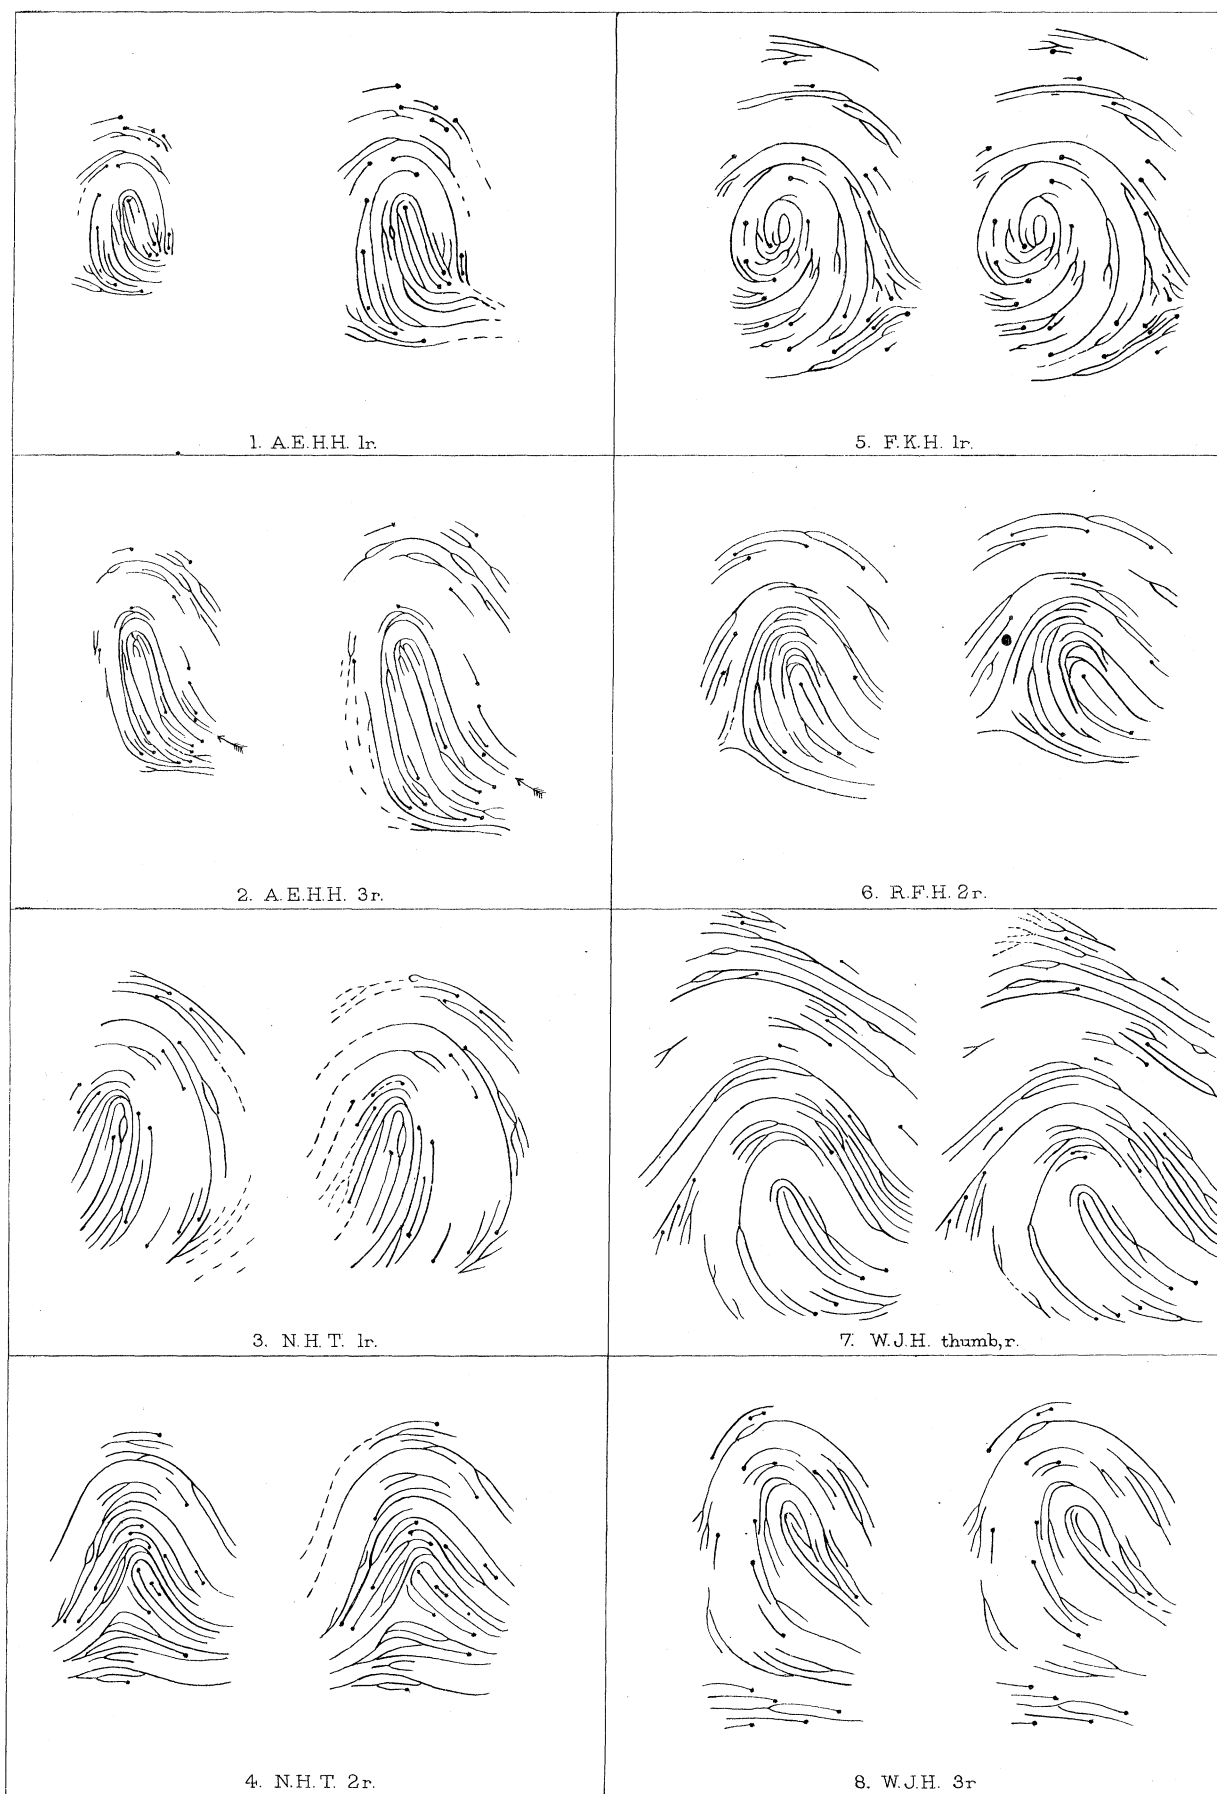 1. A.E.H.H. 1r.
5. F.K.H. 1r.
2. A.E.H.H. 3r.
6. R.F.H. 2r.
3. N.H.T. 1r.
7. W.J.H. thumb, r.
4. N.H.T. 2r.
8. W.J.H. 3r